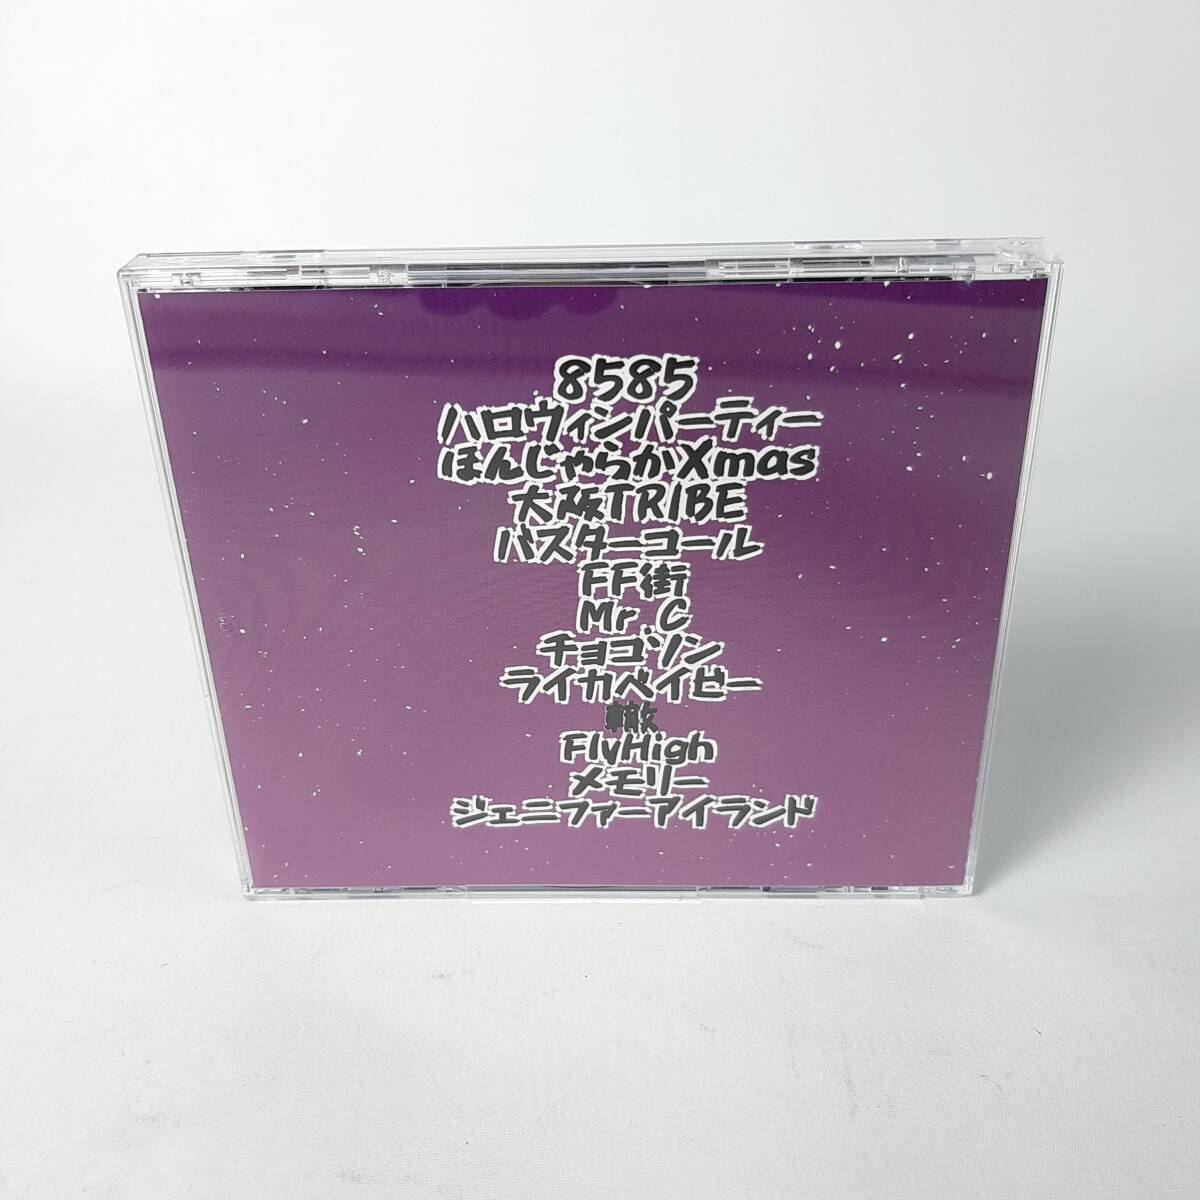 8585
ハロウィンパーティー
ほんじゃらかXmas
大阪TRIBE
バスターコール
FF街
Mr.C
チョゴソン
ライカベイビー
轍
FlyHigh
メモリー
ジェニファーアイランド